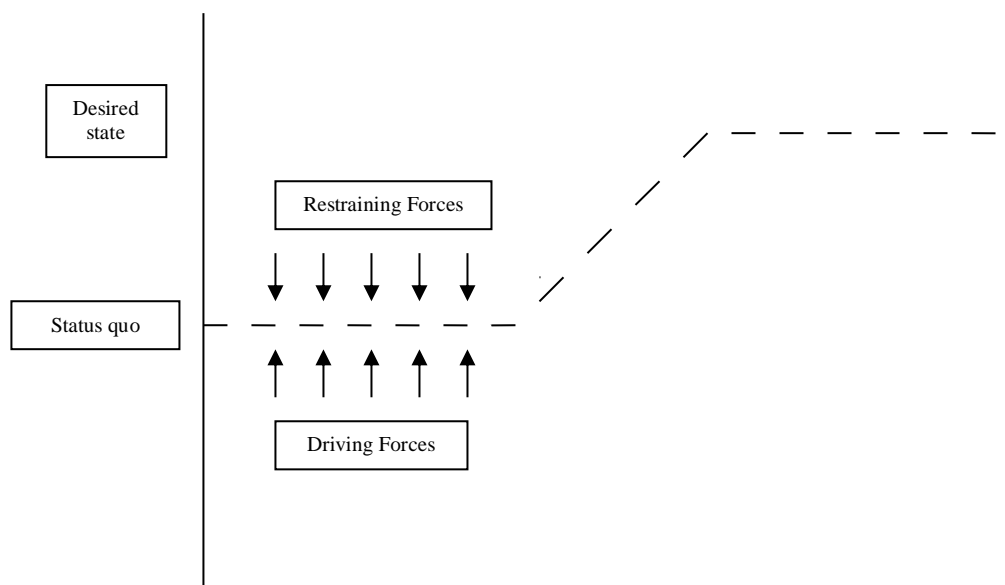 Desired
state
Restraining Forces
Status quo
Driving Forces